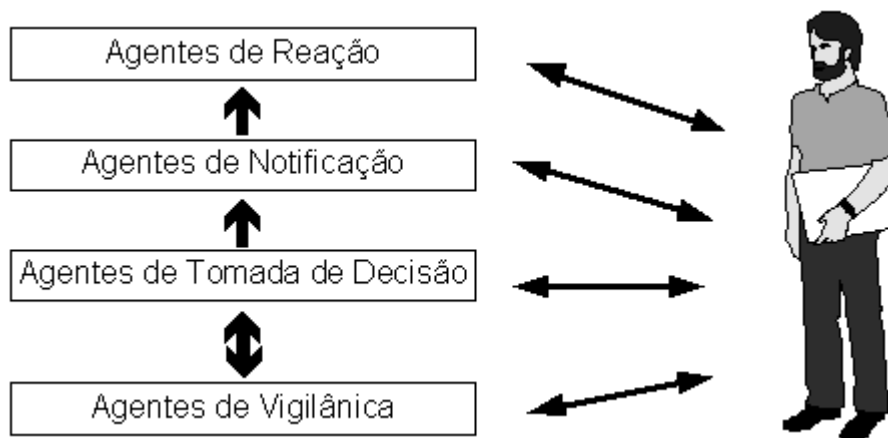 Agentes de Reação
Agentes de Notificação
Agentes de Tomada de Decisão
Agentes de Vigilânica